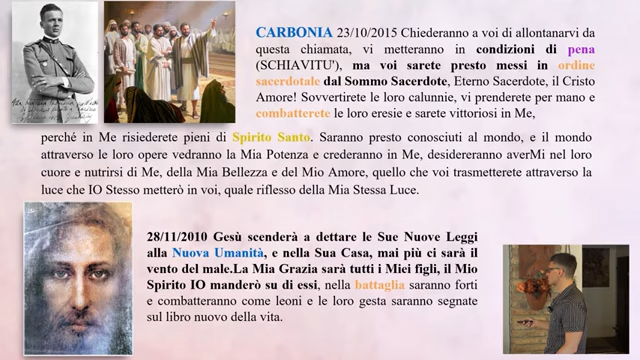 CARBONIA 23/10/2015 Chiederanno a voi di allontanarvi da
questa chiamata, vi metteranno in condizioni di pena
(SCHIAVITU'), ma voi sarete presto messi in ordine
sacerdotale dal Sommo Sacerdote, Eterno Sacerdote, il Cristo
Amore! Sovvertirete le loro calunnie, vi prenderete per mano e
combatterete le loro eresie e sarete vittoriosi in Me,
perché in Me risiederete pieni di Spirito Santo. Saranno presto conosciuti al mondo, e il mondo
attraverso le loro opere vedranno la Mia Potenza e crederanno in Me, desidereranno averMi nel loro
cuore e nutrirsi di Me, della Mia Bellezza e del Mio Amore, quello che voi trasmetterete attraverso la
luce che IO Stesso metterò in voi, quale riflesso della Mia Stessa Luce.
28/11/2010 Gesù scenderà a dettare le Sue Nuove Leggi
alla Nuova Umanità, e nella Sua Casa, mai più ci sarà il
vento del male.La Mia Grazia sarà tutti i Miei figli, il Mio
Spirito IO manderò su di essi, nella battaglia saranno forti
e combatteranno come leoni e le loro gesta saranno segnate
sul libro nuovo della vita.